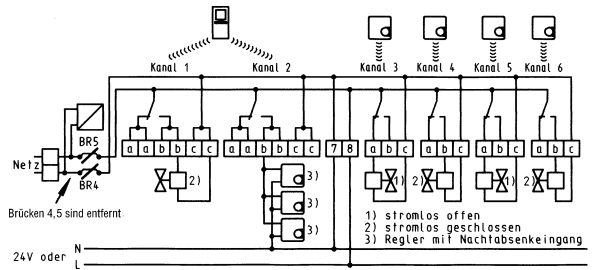 Kanal 1 Kanal 2 Kanal 3 Kanal 4 Kanal 5 Kanal 6
BR5
a a b b c c a a b b c c 7 8 a b c a b c a b c a b c
Netz
BR4
2) 3) 1) 2) 1) 2)
Brücken 4,5 sind entfernt
3)
3)
1) stromlos offen
2) stromlos geschlossen
3) Regler mit Nachtabsenkeingang
N
24V oder
L